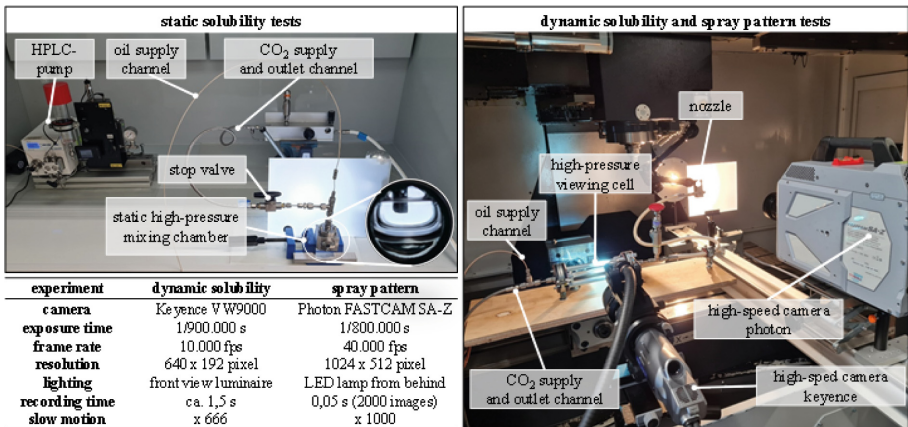 static solubility tests
HPLC-
pump
oil supply
channel
CO2 supply
and outlet channel
stop valve
static high-pressure
mixing chamber
experiment dynamic solubility spray pattern
camera Keyence VW9000 Photon FASTCAM SA-Z
exposure time 1/900.000 s 1/800.000 s
frame rate 10.000 fps 40.000 fps
resolution 640 x 192 pixel 1024 x 512 pixel
lighting front view luminaire LED lamp from behind
recording time ca. 1,5 s 0,05 s (2000 images)
slow motion x 666 x 1000
dynamic solubility and spray pattern tests
nozzle
high-pressure
viewing cell
oil supply
channel
SA-Z
high-speed camera
photon
CO2 supply
and outlet channel
high-sped camera
keyence